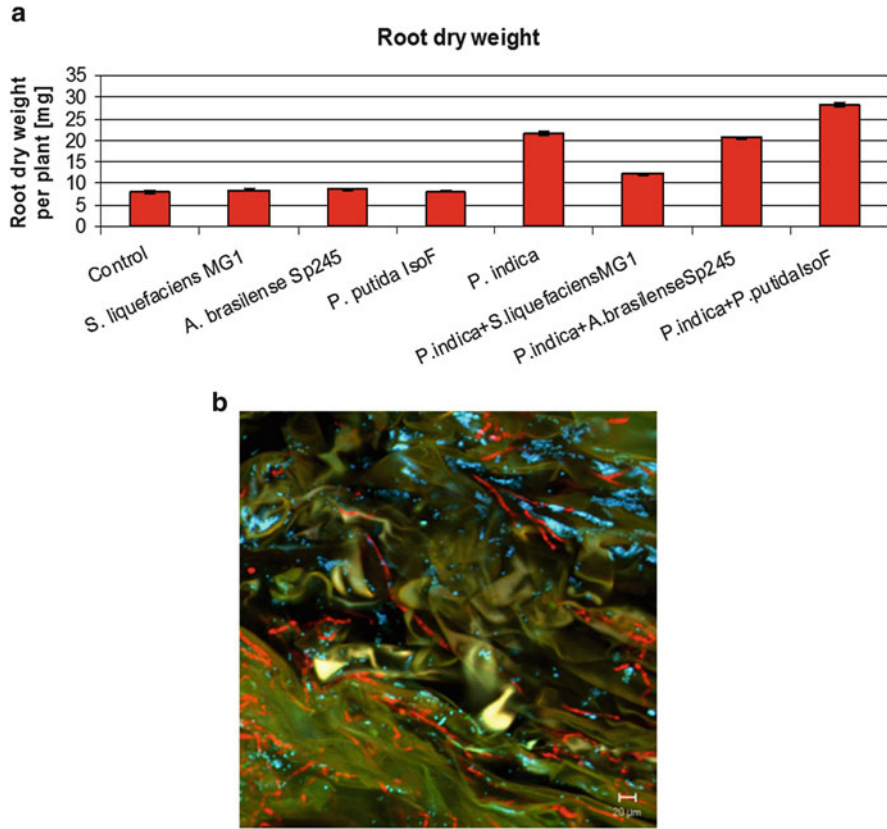 a
Root dry weight
Root dry weight
per plant [mg]
35
30
25
20
15
10
5
0
Control
S. liquefaciens MG1
A. brasilense Sp245
P. putida IsoF
P. indica
P.indica+S.liquefaciensMG1
P.indica+A.brasilenseSp245
P.indica+P.putidaIsoF
b
20 µm